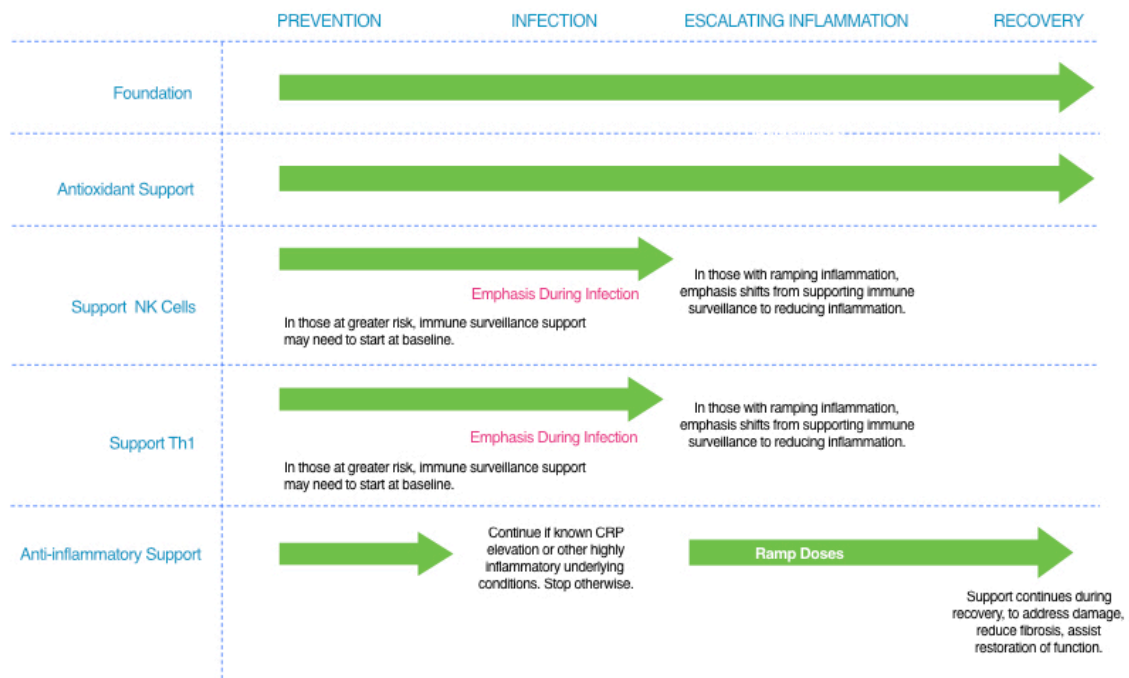 PREVENTION INFECTION ESCALATING INFLAMMATION RECOVERY
Foundation
Antioxidant Support
Support NK Cells
Emphasis During Infection
In those at greater risk, immune surveillance support
may need to start at baseline.
In those with ramping inflammation,
emphasis shifts from supporting immune
surveillance to reducing inflammation.
Support Th1
Emphasis During Infection
In those at greater risk, immune surveillance support
may need to start at baseline.
In those with ramping inflammation,
emphasis shifts from supporting immune
surveillance to reducing inflammation.
Anti-inflammatory Support
Continue if known CRP
elevation or other highly
inflammatory underlying
conditions. Stop otherwise.
Ramp Doses
Support continues during
recovery, to address damage,
reduce fibrosis, assist
restoration of function.